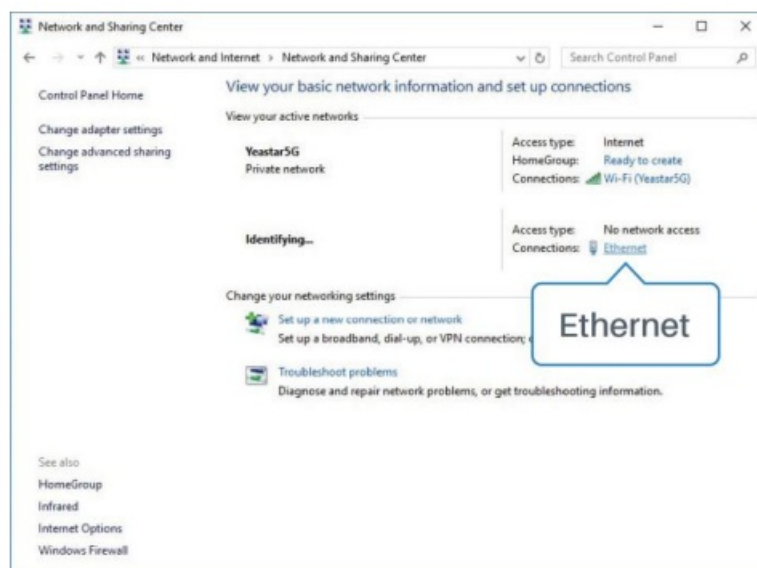 Network and Sharing Center
« Network and Internet > Network and Sharing Center
Search Control Panel
Control Panel Home
Change adapter settings
Change advanced sharing
settings
View your basic network information and set up connections
View your active networks
Yeastar5G
Private network
Access type: Internet
HomeGroup: Ready to create
Connections: Wi-Fi (Yeastar5G)
Identifying...
Access type: No network access
Connections: Ethernet
Ethernet
Change your networking settings
Set up a new connection or network
Set up a broadband, dial-up, or VPN connection;
Troubleshoot problems
Diagnose and repair network problems, or get troubleshooting information.
See also
HomeGroup
Infrared
Internet Options
Windows Firewall